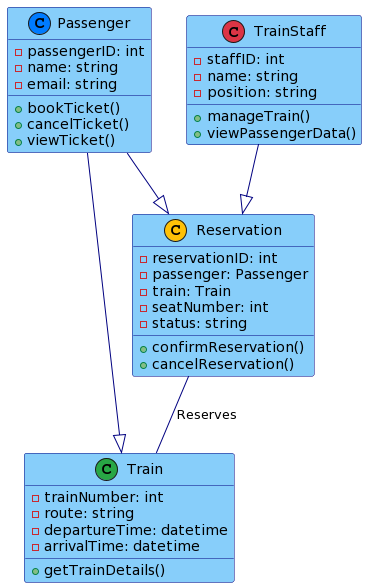 C Passenger
passengerID: int
name: string
email: string
bookTicket()
cancelTicket()
viewTicket()
C TrainStaff
staffID: int
name: string
position: string
manageTrain()
viewPassengerData()
C Reservation
reservationID: int
passenger: Passenger
train: Train
seatNumber: int
status: string
confirmReservation()
cancelReservation()
Reserves
C Train
trainNumber: int
route: string
departureTime: datetime
arrivalTime: datetime
getTrainDetails()